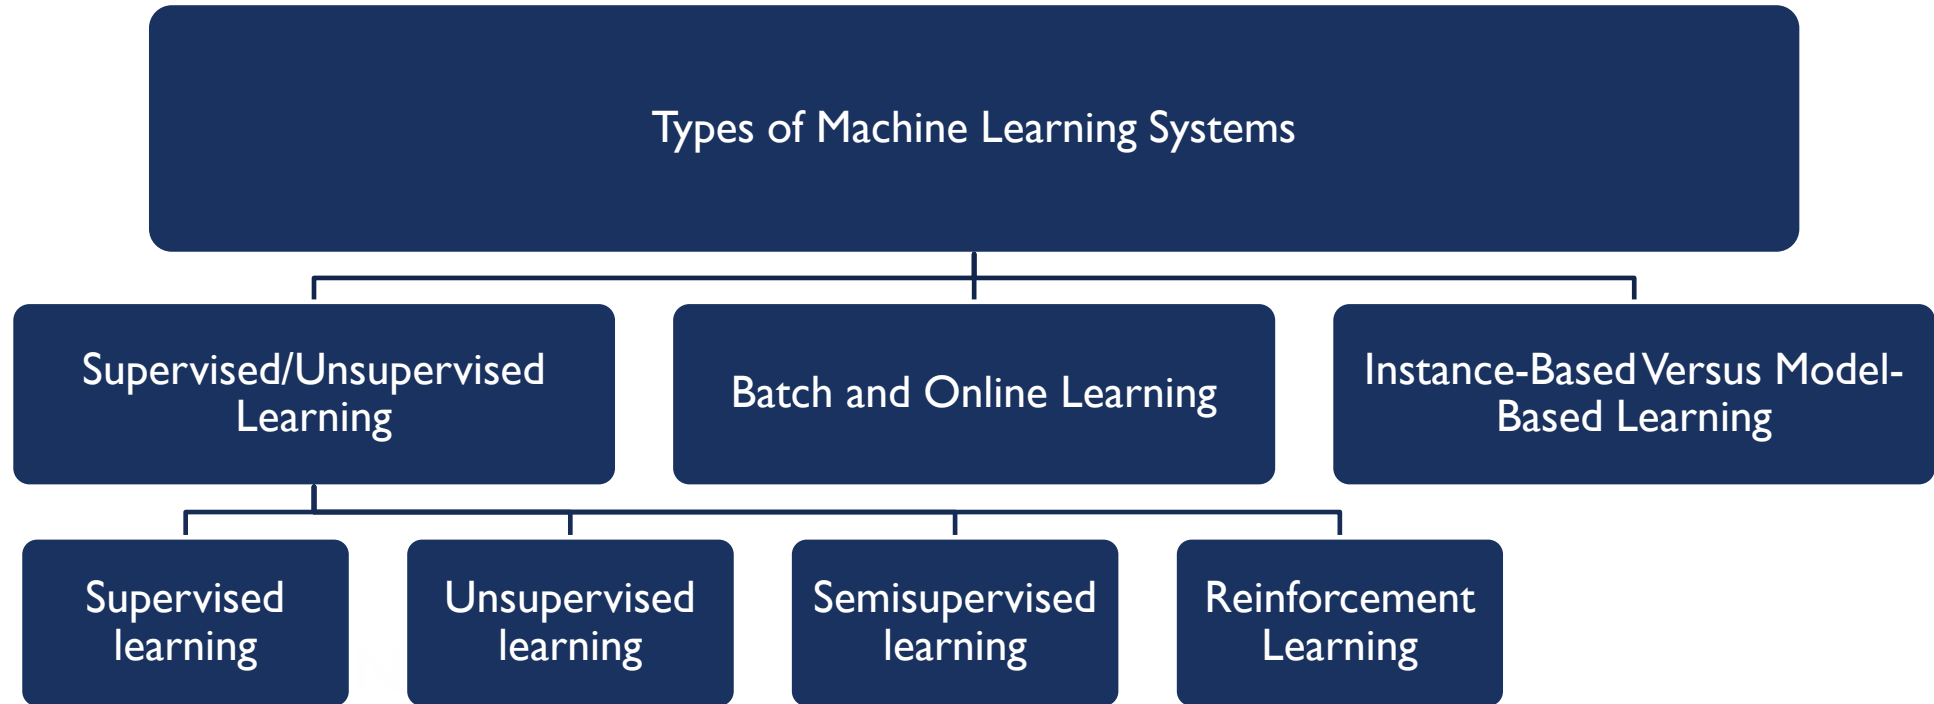 Types of Machine Learning Systems
Supervised/Unsupervised
Learning
Batch and Online Learning
Instance-Based Versus Model-
Based Learning
Supervised
learning
Unsupervised
learning
Semisupervised
learning
Reinforcement
Learning